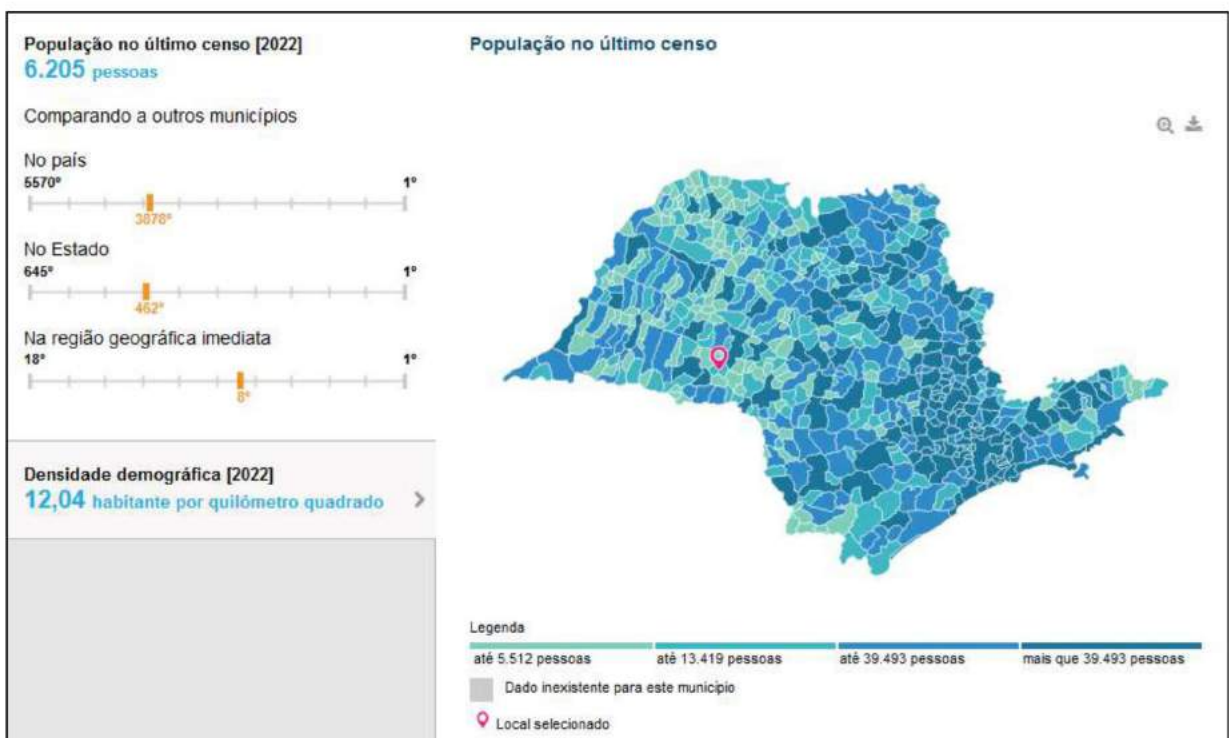 População no último censo [2022]
6.205 pessoas
Comparando a outros municípios
No país
5570º 1º
3878º
No Estado
645º 1º
462º
Na região geográfica imediata
18º 1º
8º
Densidade demográfica [2022]
12,04 habitante por quilómetro quadrado
População no último censo
Legenda
até 5.512 pessoas
até 13.419 pessoas
até 39.493 pessoas
mais que 39.493 pessoas
Dado inexistente para este município
Local selecionado